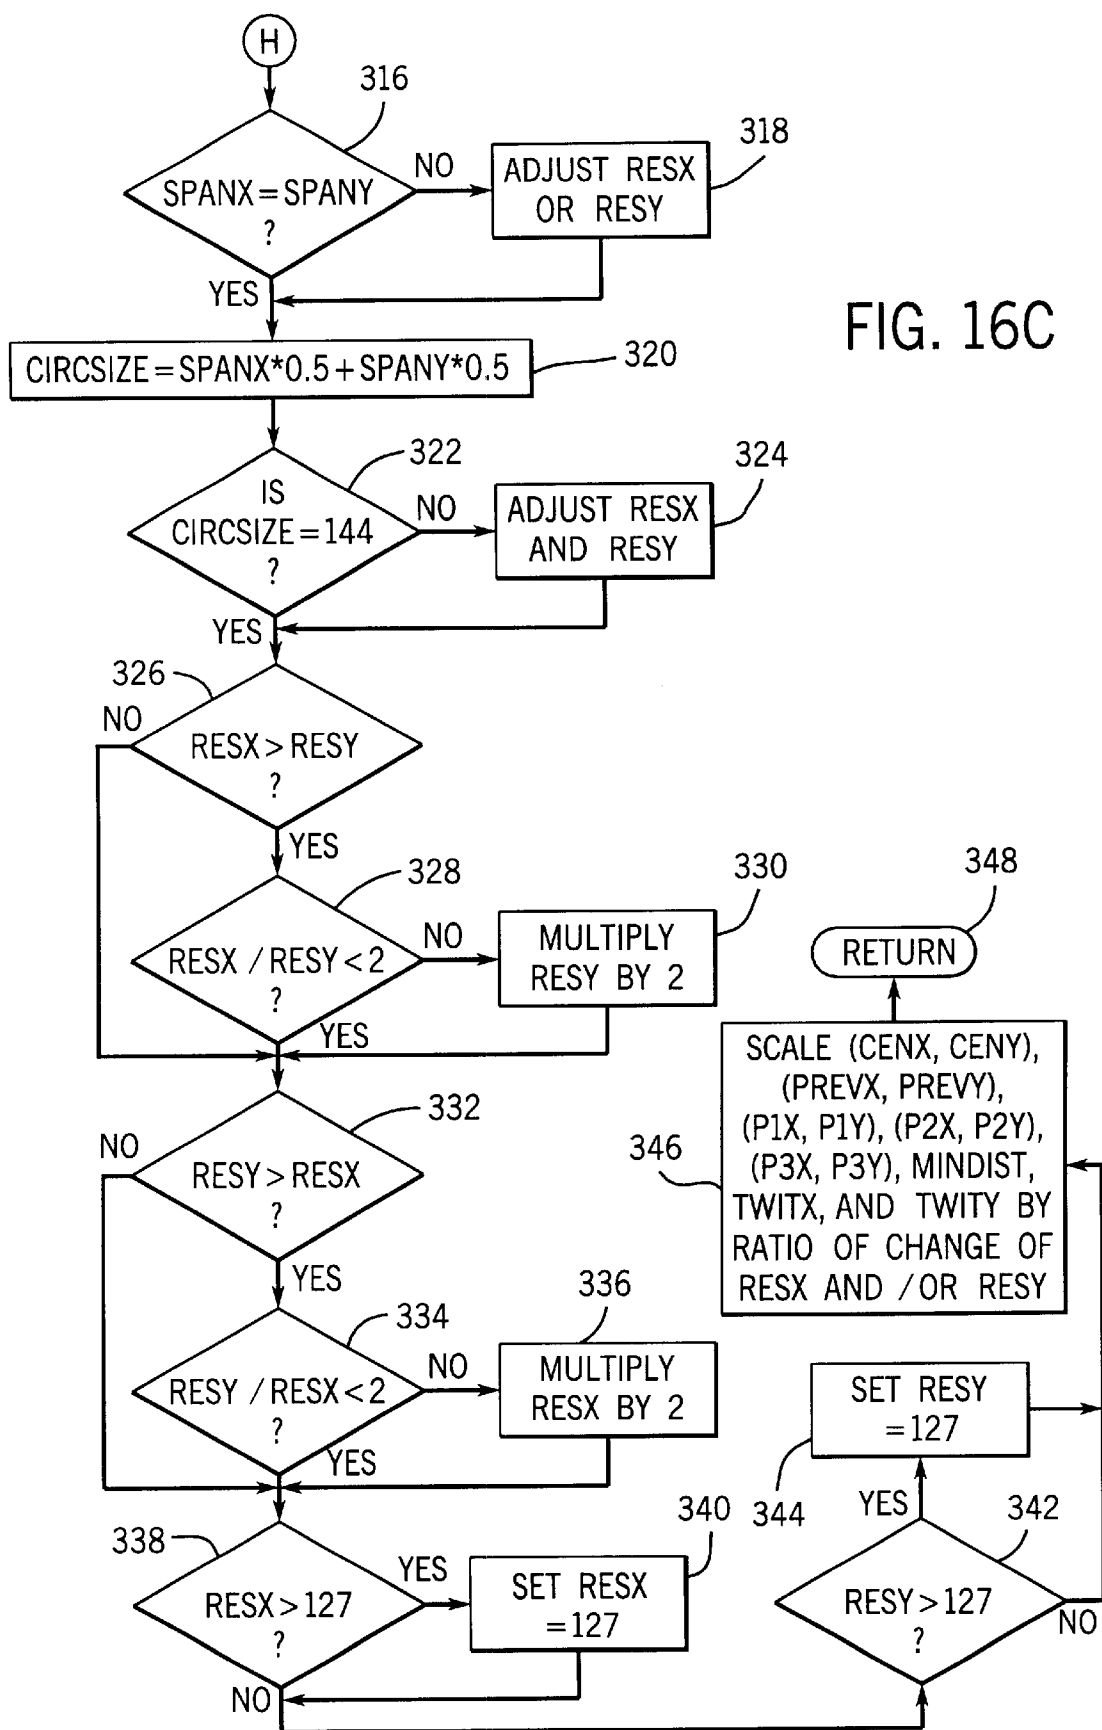 H
316
SPANX=SPANY
?
NO
318
ADJUST RESX
OR RESY
YES
FIG. 16C
CIRCSIZE=SPANX*0.5+SPANY*0.5
320
322
IS
CIRCSIZE=144
?
NO
324
ADJUST RESX
AND RESY
YES
326
NO
RESX>RESY
?
YES
328
RESX /RESY<2
?
NO
330
MULTIPLY
RESY BY 2
YES
348
RETURN
346
SCALE (CENX, CENY),
(PREVX, PREVY),
(P1X, P1Y), (P2X, P2Y),
(P3X, P3Y), MINDIST,
TWITX, AND TWITY BY
RATIO OF CHANGE OF
RESX AND /OR RESY
332
NO
RESY>RESX
?
YES
334
RESY /RESX<2
?
NO
336
MULTIPLY
RESX BY 2
YES
338
RESX>127
?
YES
340
SET RESX
=127
NO
SET RESY
=127
344
YES
342
RESY>127
?
NO